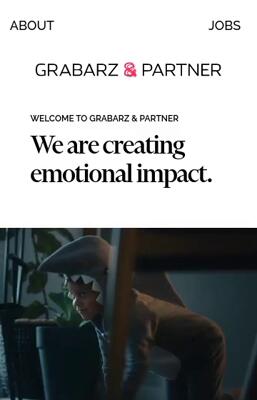 ABOUT JOBS
GRABARZ & PARTNER
WELCOME TO GRABARZ & PARTNER
We are creating
emotional impact.